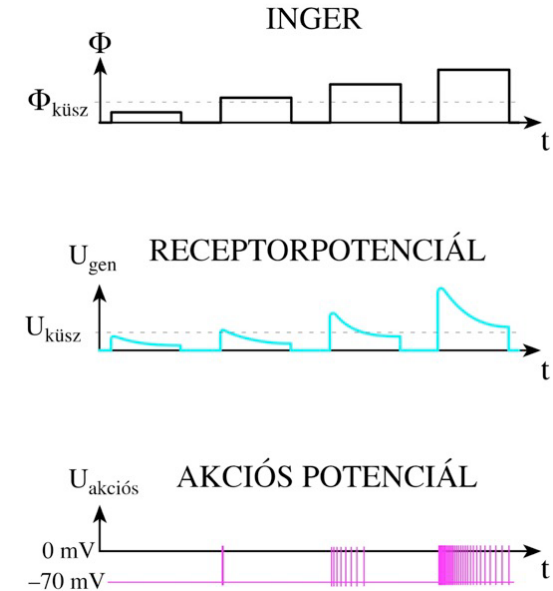 INGER
Φ
Φküsz
t
Ugen
RECEPTORPOTENCIÁL
Uküsz
t
Uakciós
AKCIÓS POTENCIÁL
0 mV
t
–70 mV